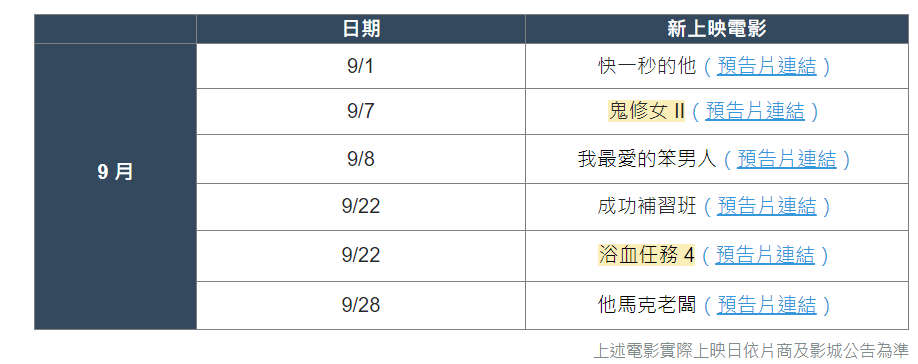 日期 新上映電影
9 月
9/1 快一秒的他（預告片連結）
9/7 鬼修女 II（預告片連結）
9/8 我最愛的笨男人（預告片連結）
9/22 成功補習班（預告片連結）
9/22 浴血任務 4（預告片連結）
9/28 他馬克老闆（預告片連結）
上述電影實際上映日依片商及影城公告為準